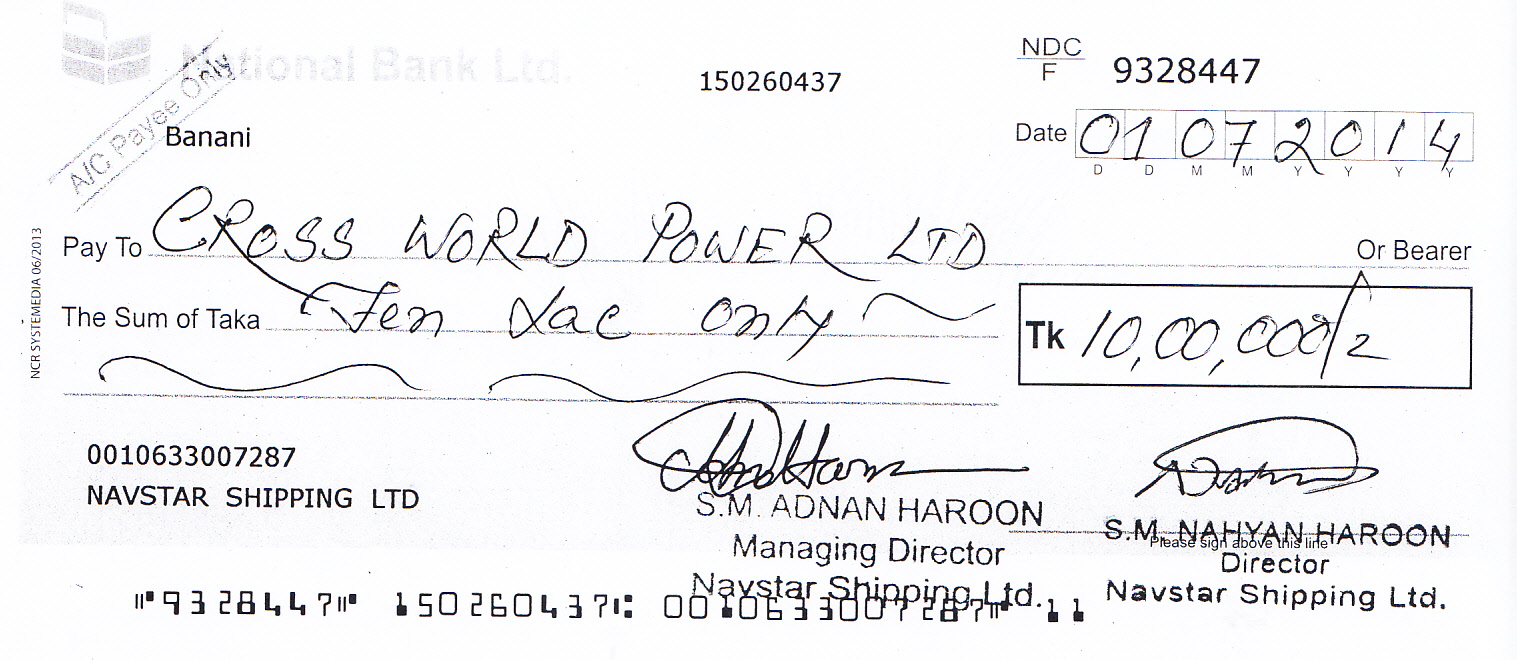 National Bank Ltd.
NDC
F
9328447
150260437
A/C Payee Only
Banani
Date 01 07 2014
D D M M Y Y Y Y
Pay To CROSS WORLD POWER LTD Or Bearer
The Sum of Taka Ten Lac only
Tk 10,00,000/=
NCR SYSTEMEDIA 06/2013
0010633007287
NAVSTAR SHIPPING LTD
S.M. ADNAN HAROON
Managing Director
Navstar Shipping Ltd.
S.M. NAHYAN HAROON
Please sign above this line
Director
Navstar Shipping Ltd.
⑈9328447⑈ 150260437⑆ 0010633007287⑈ 11